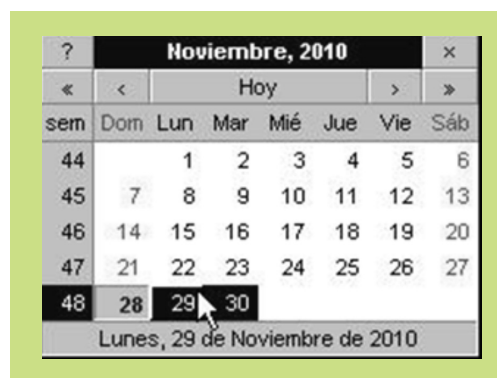 ? Noviembre, 2010 ×
« ‹ Hoy › »
sem Dom Lun Mar Mié Jue Vie Sáb
44 1 2 3 4 5 6
45 7 8 9 10 11 12 13
46 14 15 16 17 18 19 20
47 21 22 23 24 25 26 27
48 28 29 30
Lunes, 29 de Noviembre de 2010